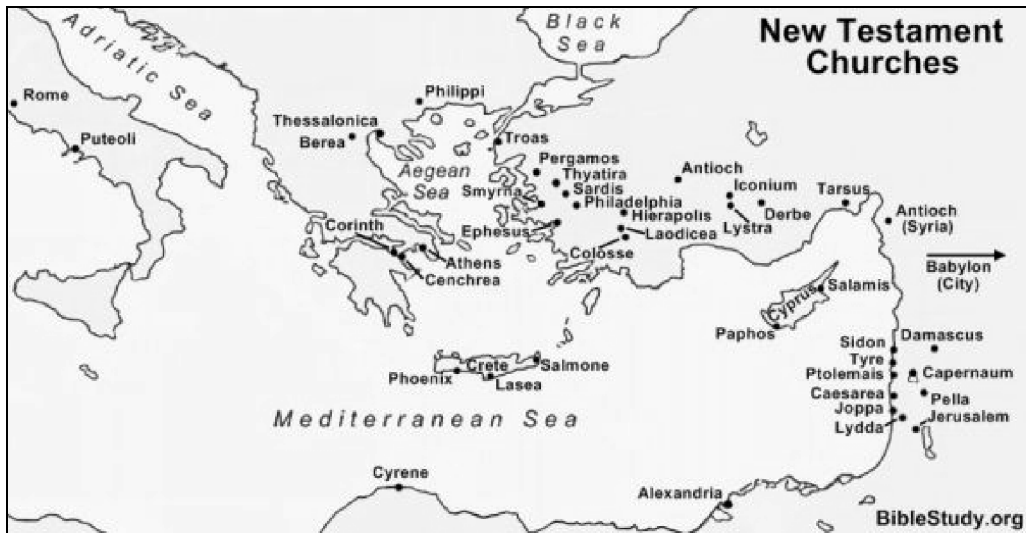 New Testament
Churches
Black
Sea
Adriatic Sea
Rome
Puteoli
Philippi
Thessalonica
Berea
Troas
Aegean
Sea
Pergamos
Thyatira
Sardis
Smyrna
Philadelphia
Ephesus
Hierapolis
Laodicea
Colosse
Antioch
Iconium
Lystra
Derbe
Tarsus
Antioch
(Syria)
Babylon
(City)
Corinth
Athens
Cenchrea
Cyprus
Salamis
Paphos
Phoenix
Crete
Lasea
Salmone
Sidon
Damascus
Tyre
Ptolemais
Capernaum
Caesarea
Pella
Joppa
Jerusalem
Lydda
Mediterranean Sea
Cyrene
Alexandria
BibleStudy.org